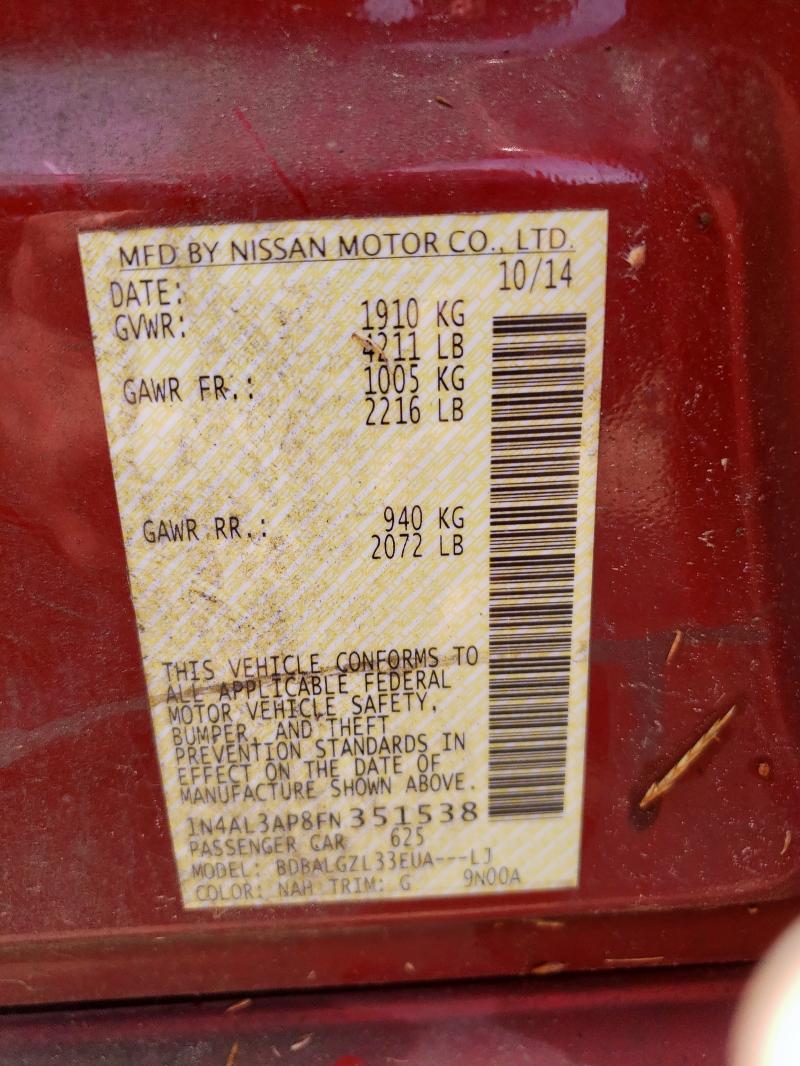 MFD BY NISSAN MOTOR CO., LTD.
DATE: 10/14
GVWR: 1910 KG
4211 LB
GAWR FR.: 1005 KG
2216 LB
GAWR RR.: 940 KG
2072 LB
THIS VEHICLE CONFORMS TO
ALL APPLICABLE FEDERAL
MOTOR VEHICLE SAFETY,
BUMPER, AND THEFT
PREVENTION STANDARDS IN
EFFECT ON THE DATE OF
MANUFACTURE SHOWN ABOVE.
1N4AL3AP8FN 351538
PASSENGER CAR 625
MODEL: BDBALGZL33EUA---LJ
COLOR: NAH TRIM: G 9N00A